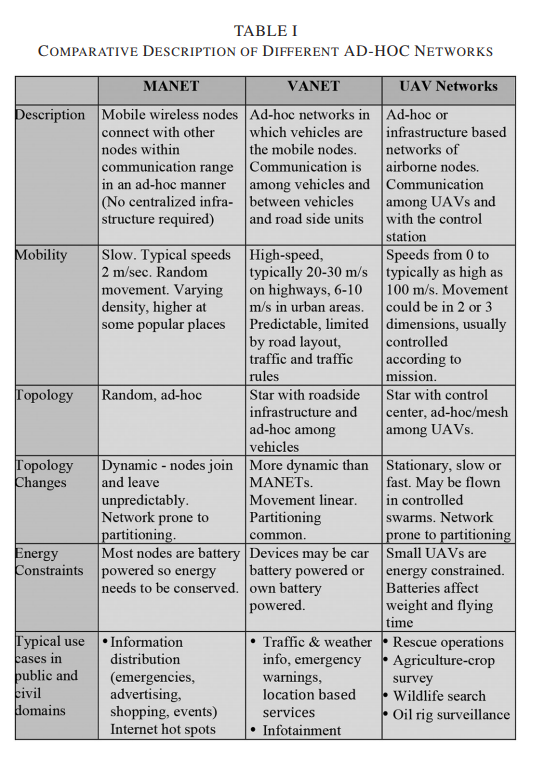 TABLE I
COMPARATIVE DESCRIPTION OF DIFFERENT AD-HOC NETWORKS
MANET
VANET
UAV Networks
Description
Mobile wireless nodes
connect with other
nodes within
communication range
in an ad-hoc manner
(No centralized infra-
structure required)
Ad-hoc networks in
which vehicles are
the mobile nodes.
Communication is
among vehicles and
between vehicles
and road side units
Ad-hoc or
infrastructure based
networks of
airborne nodes.
Communication
among UAVs and
with the control
station
Mobility
Slow. Typical speeds
2 m/sec. Random
movement. Varying
density, higher at
some popular places
High-speed,
typically 20-30 m/s
on highways, 6-10
m/s in urban areas.
Predictable, limited
by road layout,
traffic and traffic
rules
Speeds from 0 to
typically as high as
100 m/s. Movement
could be in 2 or 3
dimensions, usually
controlled
according to
mission.
Topology
Random, ad-hoc
Star with roadside
infrastructure and
ad-hoc among
vehicles
Star with control
center, ad-hoc/mesh
among UAVs.
Topology
Changes
Dynamic - nodes join
and leave
unpredictably.
Network prone to
partitioning.
More dynamic than
MANETs.
Movement linear.
Partitioning
common.
Stationary, slow or
fast. May be flown
in controlled
swarms. Network
prone to partitioning
Energy
Constraints
Most nodes are battery
powered so energy
needs to be conserved.
Devices may be car
battery powered or
own battery
powered.
Small UAVs are
energy constrained.
Batteries affect
weight and flying
time
Typical use
cases in
public and
civil
domains
• Information
distribution
(emergencies,
advertising,
shopping, events)
Internet hot spots
• Traffic & weather
info, emergency
warnings,
location based
services
• Infotainment
• Rescue operations
• Agriculture-crop
survey
• Wildlife search
• Oil rig surveillance